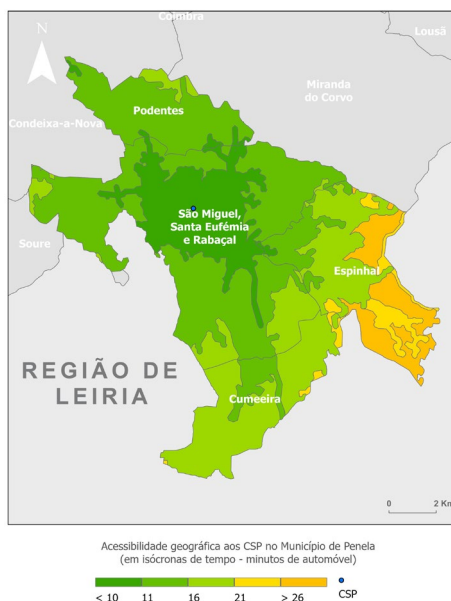 N
Coimbra
Lousã
Miranda
do Corvo
Podentes
Condeixa-a-Nova
São Miguel,
Santa Eufémia
e Rabaçal
Soure
Espinhal
REGIÃO DE
LEIRIA
Cumeeira
0 2 Km
Acessibilidade geográfica aos CSP no Município de Penela
(em isócronas de tempo - minutos de automóvel)
< 10 11 16 21 > 26 CSP